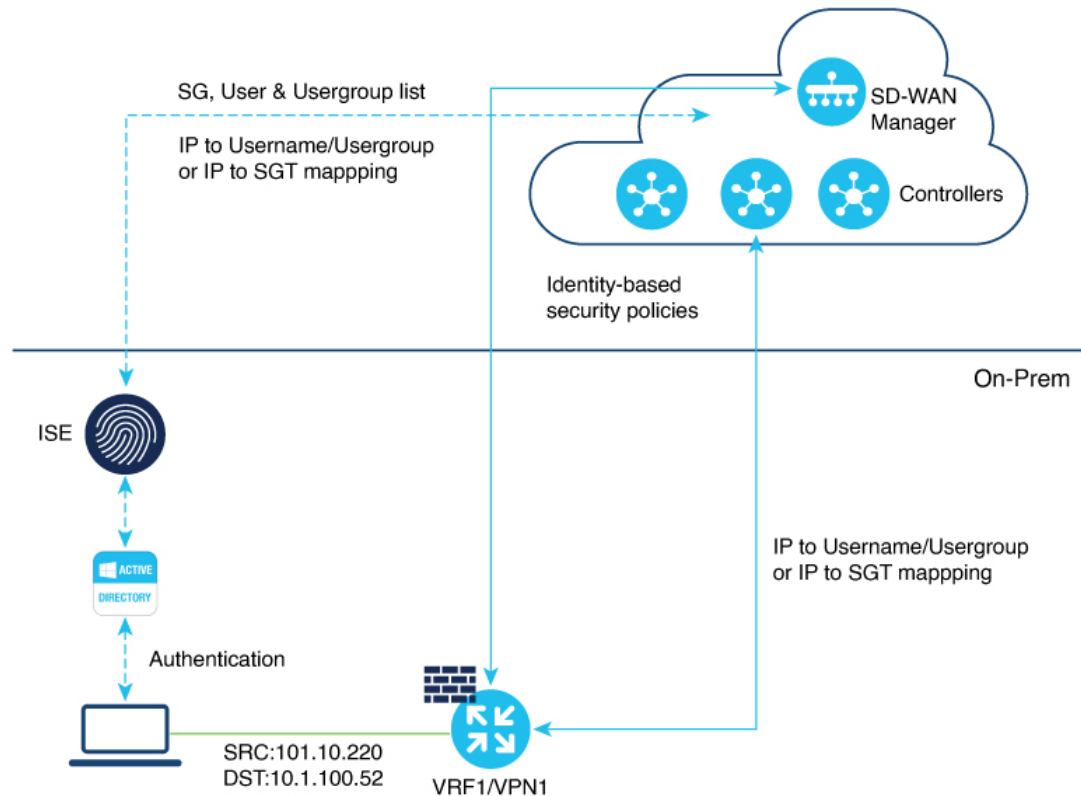 SG, User & Usergroup list
IP to Username/Usergroup
or IP to SGT mappping
SD-WAN
Manager
Controllers
Identity-based
security policies
On-Prem
ISE
ACTIVE
DIRECTORY
Authentication
IP to Username/Usergroup
or IP to SGT mappping
SRC:101.10.220
DST:10.1.100.52
VRF1/VPN1